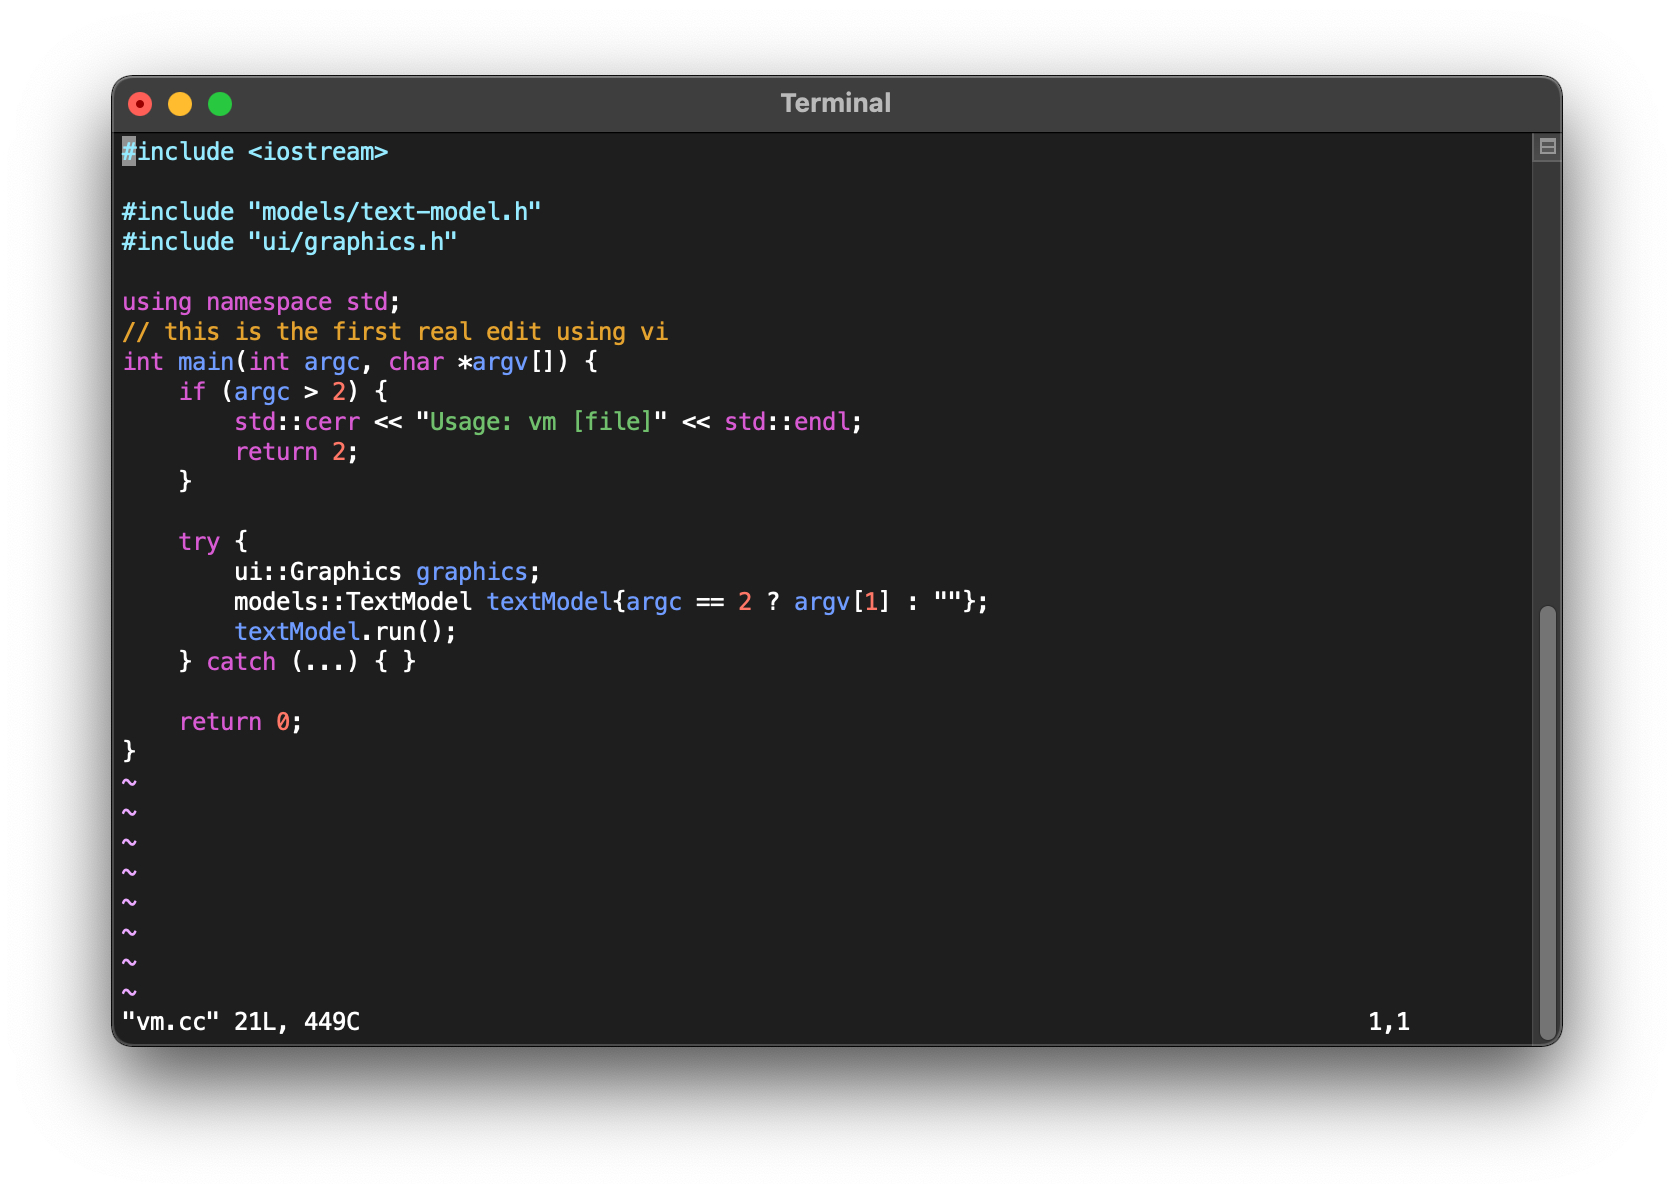 Terminal
#include <iostream>

#include "models/text-model.h"
#include "ui/graphics.h"

using namespace std;
// this is the first real edit using vi
int main(int argc, char *argv[]) {
    if (argc > 2) {
        std::cerr << "Usage: vm [file]" << std::endl;
        return 2;
    }

    try {
        ui::Graphics graphics;
        models::TextModel textModel{argc == 2 ? argv[1] : ""};
        textModel.run();
    } catch (...) { }

    return 0;
}
~
~
~
~
~
~
~
~
"vm.cc" 21L, 449C 1,1